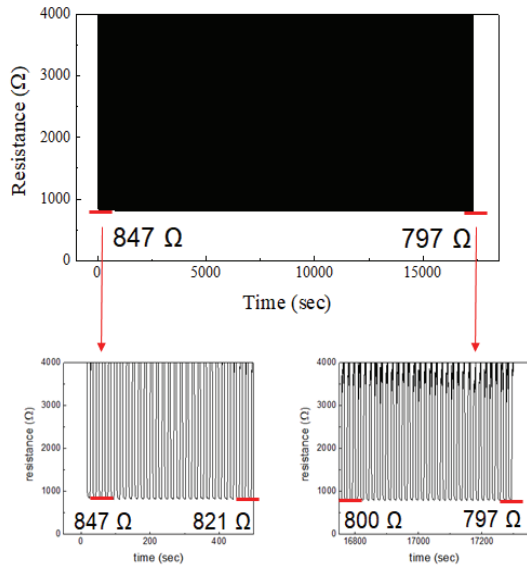 4000
3000
2000
1000
0
Resistance (Ω)
847 Ω
797 Ω
0
5000
10000
15000
Time (sec)
4000
3000
2000
1000
0
resistance (Ω)
847 Ω
821 Ω
0
200
400
time (sec)
4000
3000
2000
1000
0
resistance (Ω)
800 Ω
797 Ω
16800
17000
17200
time (sec)